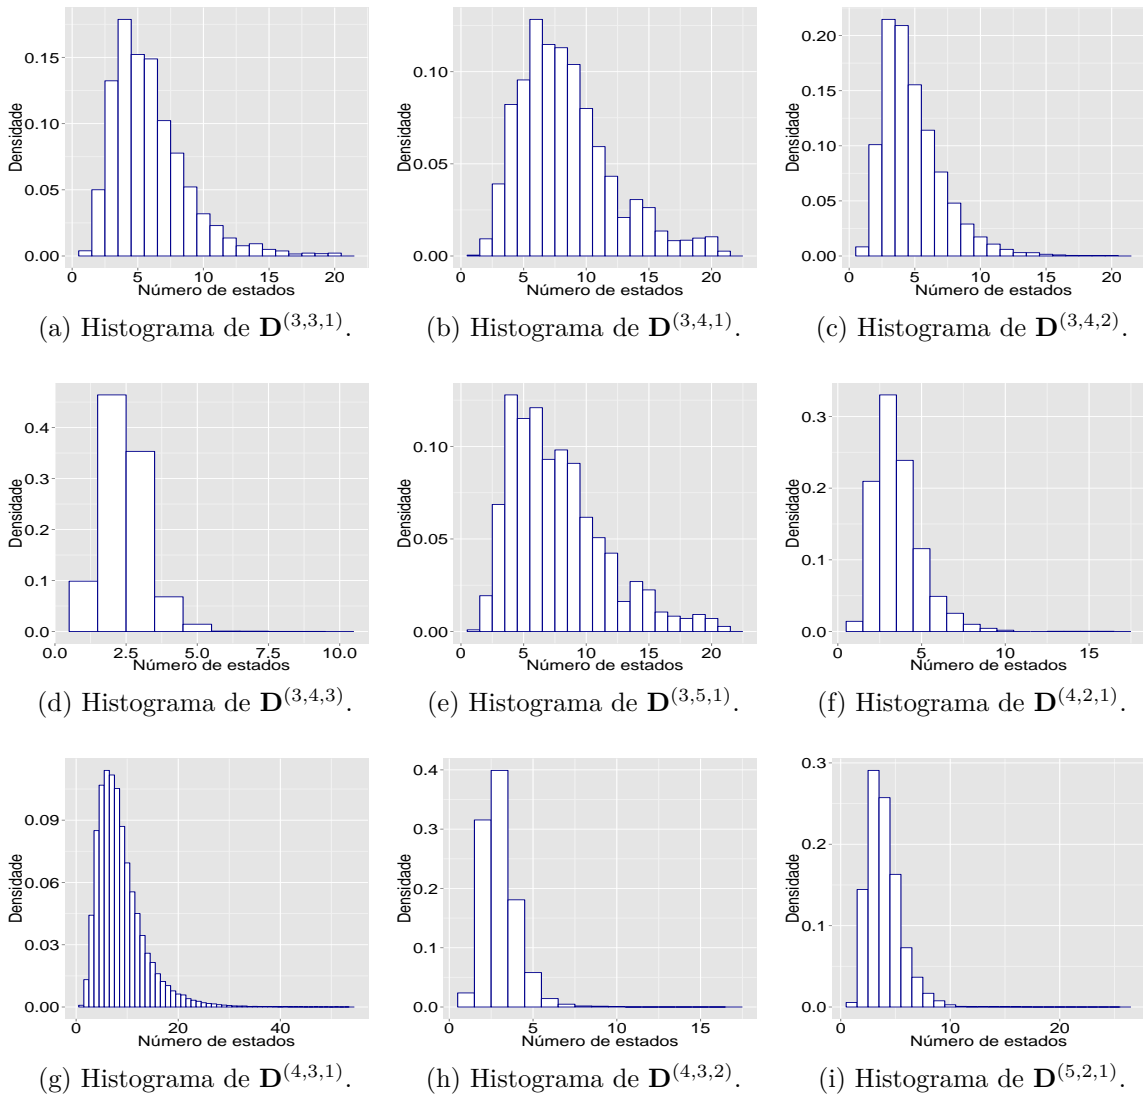 Densidade
0.15
0.10
0.05
0.00
0 5 10 15 20
Número de estados
(a) Histograma de D^(3,3,1).
Densidade
0.10
0.05
0.00
0 5 10 15 20
Número de estados
(b) Histograma de D^(3,4,1).
Densidade
0.20
0.15
0.10
0.05
0.00
0 5 10 15 20
Número de estados
(c) Histograma de D^(3,4,2).
Densidade
0.4
0.3
0.2
0.1
0.0
0.0 2.5 5.0 7.5 10.0
Número de estados
(d) Histograma de D^(3,4,3).
Densidade
0.10
0.05
0.00
0 5 10 15 20
Número de estados
(e) Histograma de D^(3,5,1).
Densidade
0.3
0.2
0.1
0.0
0 5 10 15
Número de estados
(f) Histograma de D^(4,2,1).
Densidade
0.09
0.06
0.03
0.00
0 20 40
Número de estados
(g) Histograma de D^(4,3,1).
Densidade
0.4
0.3
0.2
0.1
0.0
0 5 10 15
Número de estados
(h) Histograma de D^(4,3,2).
Densidade
0.3
0.2
0.1
0.0
0 10 20
Número de estados
(i) Histograma de D^(5,2,1).